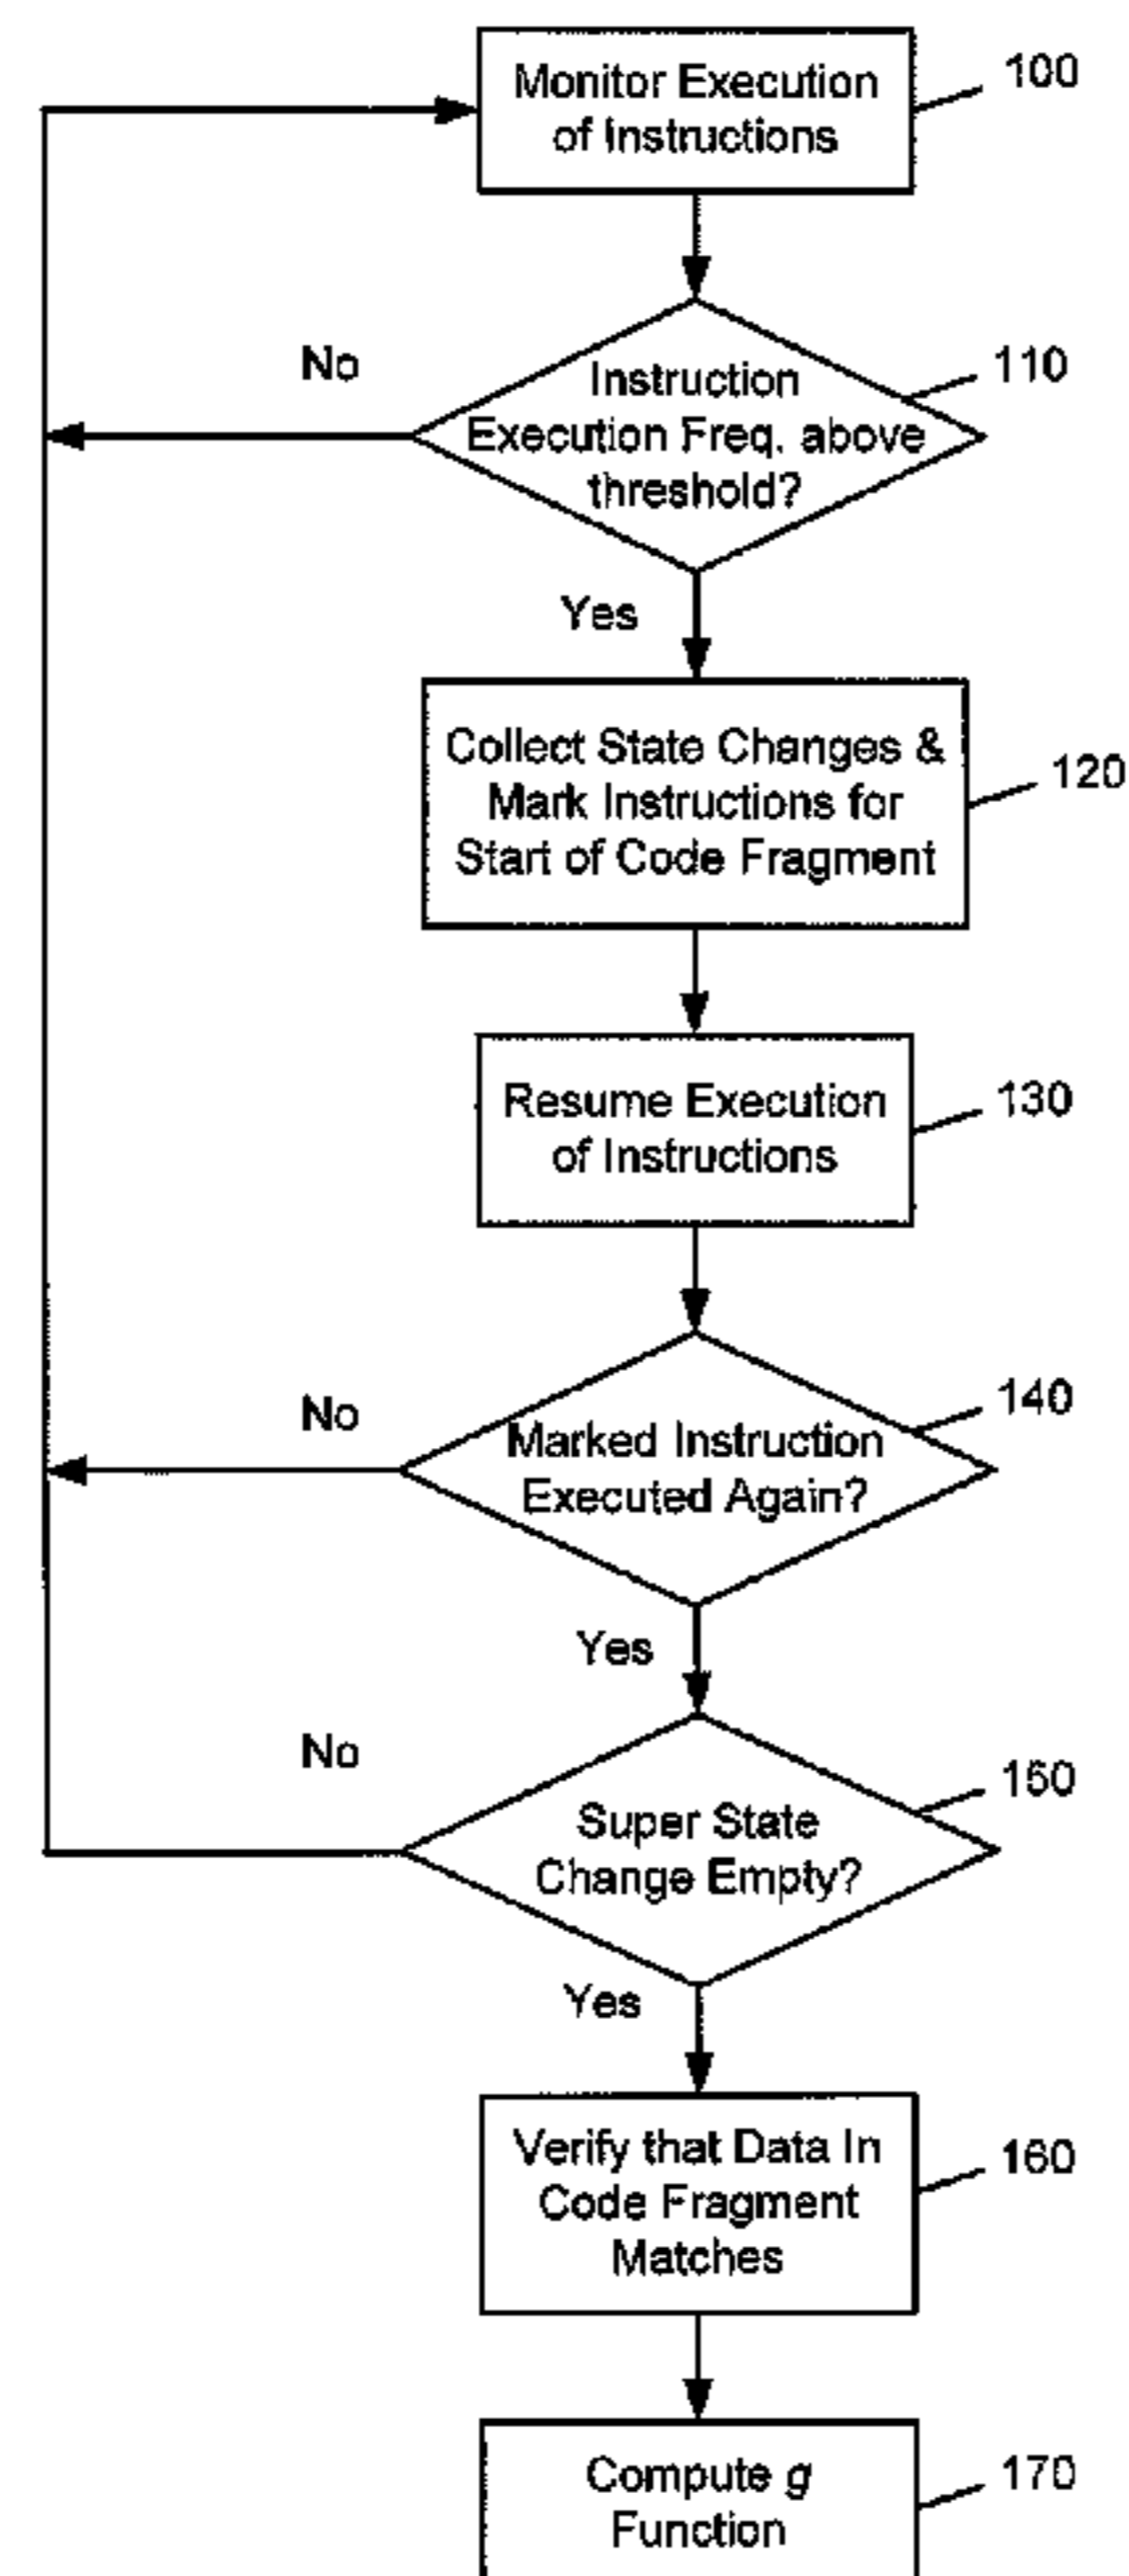 Monitor Execution
of Instructions
100
No
Instruction
Execution Freq. above
threshold?
110
Yes
Collect State Changes &
Mark Instructions for
Start of Code Fragment
120
Resume Execution
of Instructions
130
No
Marked Instruction
Executed Again?
140
Yes
No
Super State
Change Empty?
150
Yes
Verify that Data In
Code Fragment
Matches
160
Compute g
Function
170